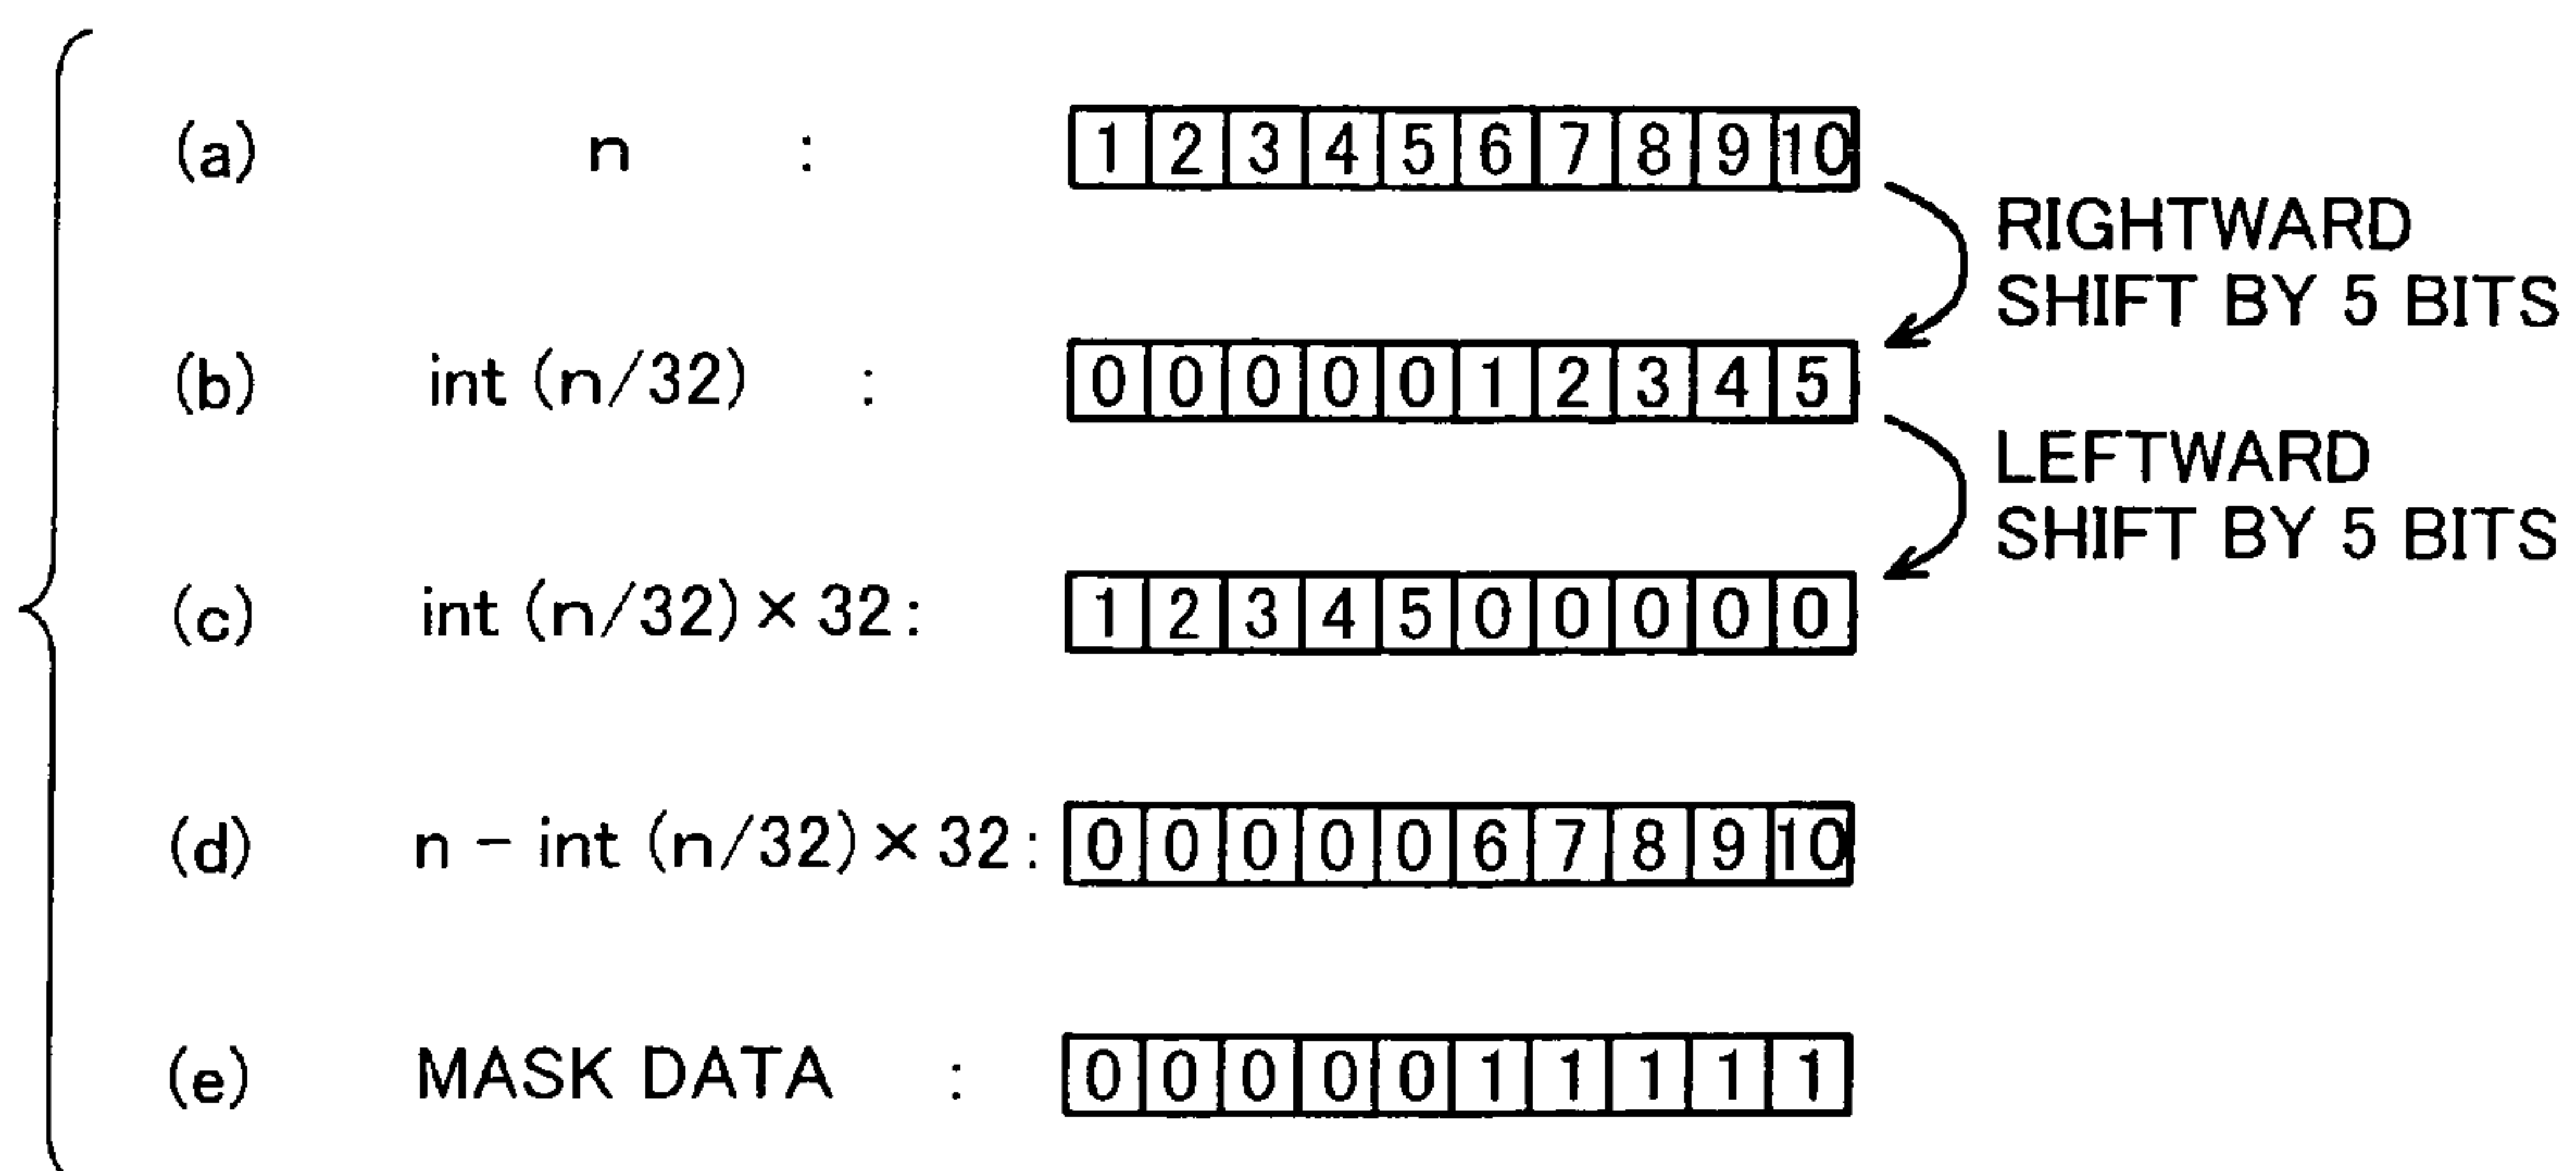 (a) n : 1 2 3 4 5 6 7 8 9 10
RIGHTWARD
SHIFT BY 5 BITS
(b) int (n/32) : 0 0 0 0 0 1 2 3 4 5
LEFTWARD
SHIFT BY 5 BITS
(c) int (n/32) × 32: 1 2 3 4 5 0 0 0 0 0
(d) n - int (n/32) × 32: 0 0 0 0 0 6 7 8 9 10
(e) MASK DATA : 0 0 0 0 0 1 1 1 1 1